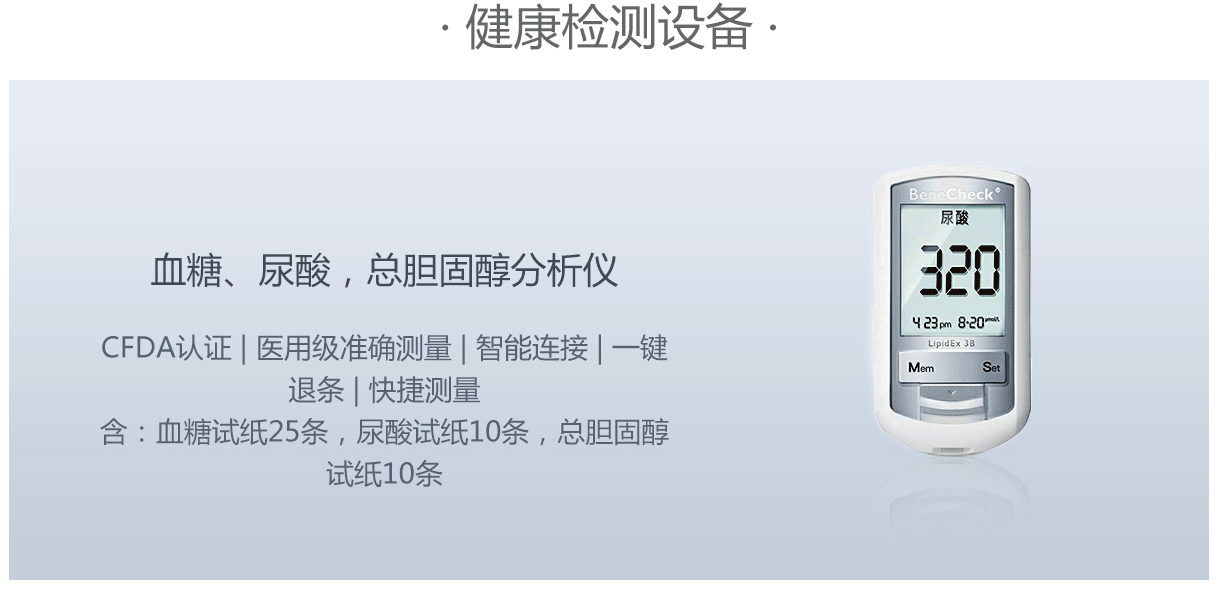 · 健康检测设备 ·
血糖、尿酸，总胆固醇分析仪
CFDA认证 | 医用级准确测量 | 智能连接 | 一键
退条 | 快捷测量
含：血糖试纸25条，尿酸试纸10条，总胆固醇
试纸10条
BeneCheck®
尿酸
320
4 23pm 8-20 μmol/L
LipidEx 3B
Mem Set